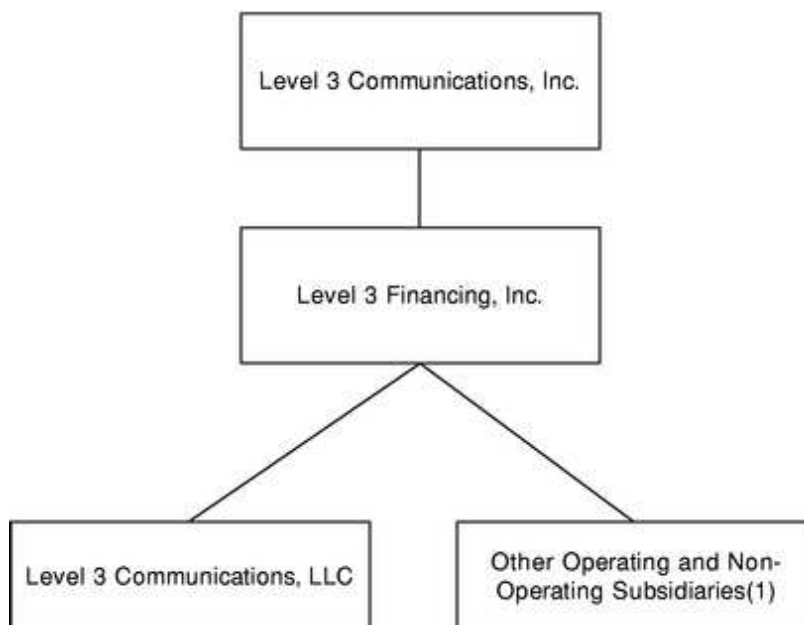 Level 3 Communications, Inc.
Level 3 Financing, Inc.
Level 3 Communications, LLC
Other Operating and Non-
Operating Subsidiaries(1)